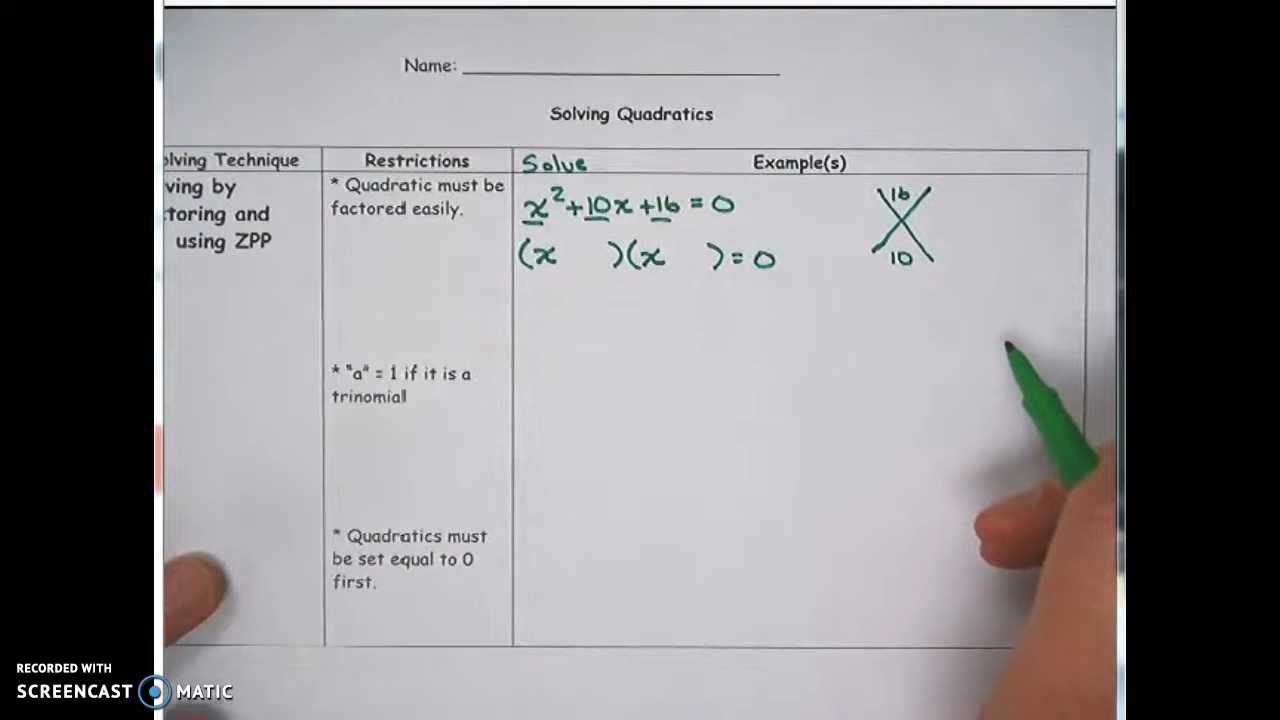 Name:
Solving Quadratics
lving Technique
Restrictions
Solve
Example(s)
ving by
toring and
using ZPP
* Quadratic must be
factored easily.
* "a" = 1 if it is a
trinomial
* Quadratics must
be set equal to 0
first.
x² + 10x + 16 = 0
(x )(x ) = 0
16
10
RECORDED WITH
SCREENCAST MATIC